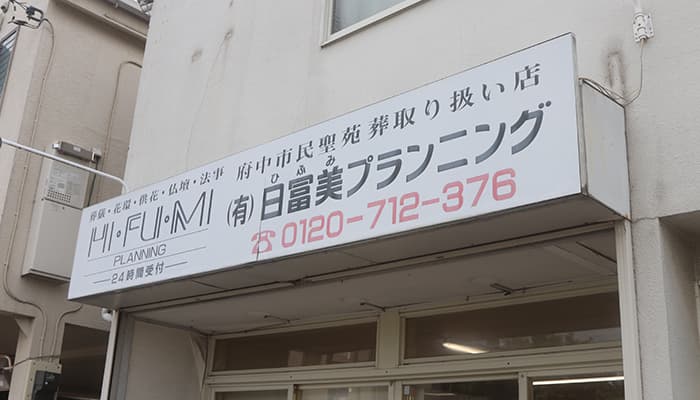 葬儀・花環・供花・仏壇・法事
HI・FU・MI
PLANNING
24時間受付
府中市民聖苑葬取り扱い店
ひふみ
(有)日富美プランニング
☎0120-712-376